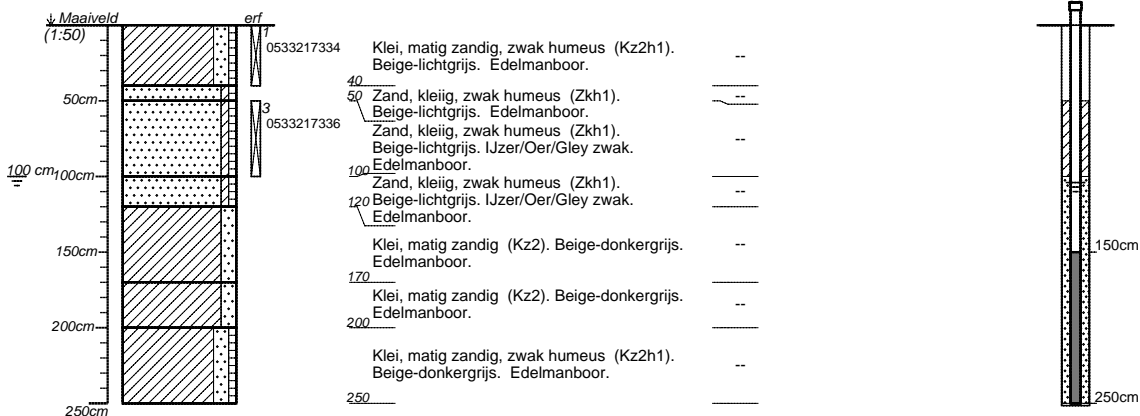 Maaiveld
erf
(1:50)
1
0533217334
Klei, matig zandig, zwak humeus (Kz2h1).
Beige-lichtgrijs. Edelmanboor.
--
40
50cm
50
Zand, kleiig, zwak humeus (Zkh1).
Beige-lichtgrijs. Edelmanboor.
--
3
0533217336
Zand, kleiig, zwak humeus (Zkh1).
Beige-lichtgrijs. IJzer/Oer/Gley zwak.
Edelmanboor.
--
100 cm
100cm
100
Zand, kleiig, zwak humeus (Zkh1).
Beige-lichtgrijs. IJzer/Oer/Gley zwak.
Edelmanboor.
--
120
150cm
Klei, matig zandig (Kz2). Beige-donkergrijs.
Edelmanboor.
--
150cm
170
Klei, matig zandig (Kz2). Beige-donkergrijs.
Edelmanboor.
--
200cm
200
Klei, matig zandig, zwak humeus (Kz2h1).
Beige-donkergrijs. Edelmanboor.
--
250cm
250
250cm